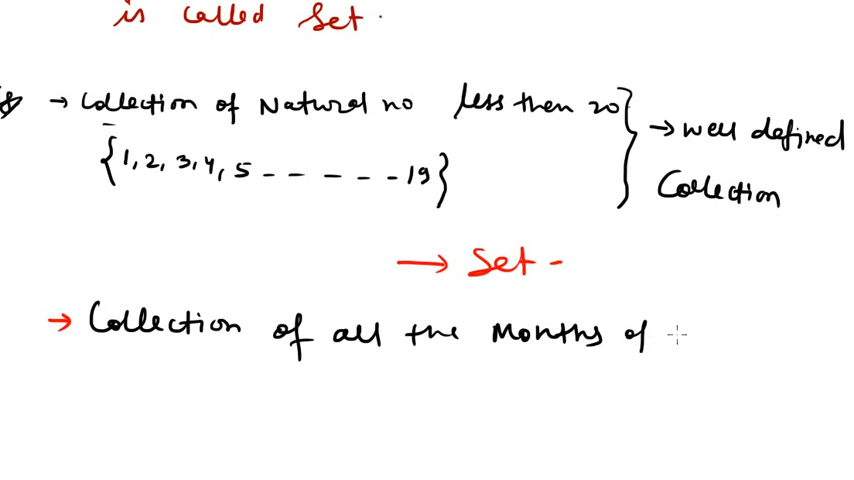 is called Set.
→ Collection of Natural no less then 20 → well defined Collection
{1, 2, 3, 4, 5 - - - - - - 19}
→ Set -
→ Collection of all the Months of